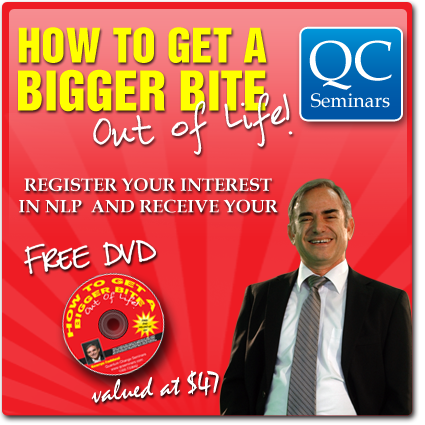 HOW TO GET A
BIGGER BITE
Out of Life!
QC
Seminars
REGISTER YOUR INTEREST
IN NLP AND RECEIVE YOUR
FREE DVD
HOW TO GET A
BIGGER BITE
Out of Life!
valued at $47